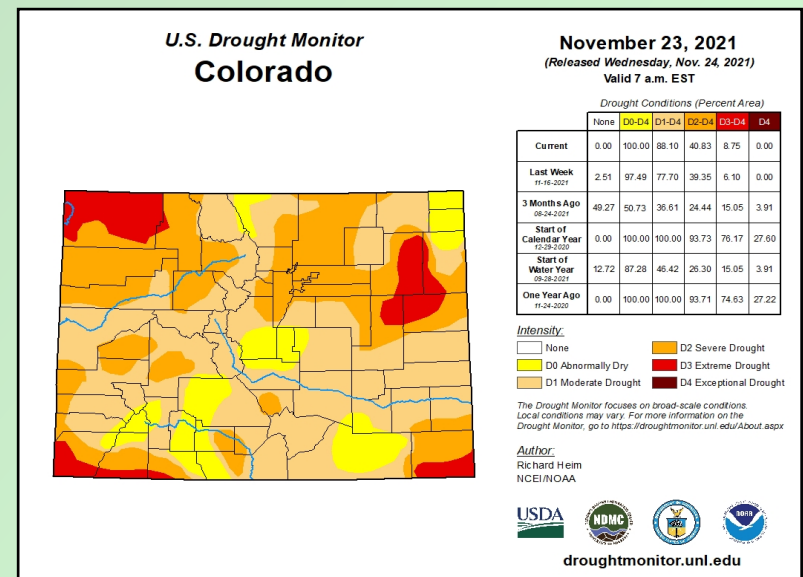 U.S. Drought Monitor
Colorado
November 23, 2021
(Released Wednesday, Nov. 24, 2021)
Valid 7 a.m. EST
Drought Conditions (Percent Area)
None D0-D4 D1-D4 D2-D4 D3-D4 D4
Current 0.00 100.00 88.10 40.83 8.75 0.00
Last Week 2.51 97.49 77.70 39.35 6.10 0.00
11-16-2021
3 Months Ago 49.27 50.73 36.61 24.44 15.05 3.91
08-24-2021
Start of
Calendar Year 0.00 100.00 100.00 93.73 76.17 27.60
12-29-2020
Start of
Water Year 12.72 87.28 46.42 26.30 15.05 3.91
09-28-2021
One Year Ago 0.00 100.00 100.00 93.71 74.63 27.22
11-24-2020
Intensity:
None D2 Severe Drought
D0 Abnormally Dry D3 Extreme Drought
D1 Moderate Drought D4 Exceptional Drought
The Drought Monitor focuses on broad-scale conditions.
Local conditions may vary. For more information on the
Drought Monitor, go to https://droughtmonitor.unl.edu/About.aspx
Author:
Richard Heim
NCEI/NOAA
USDA NDMC NOAA
droughtmonitor.unl.edu